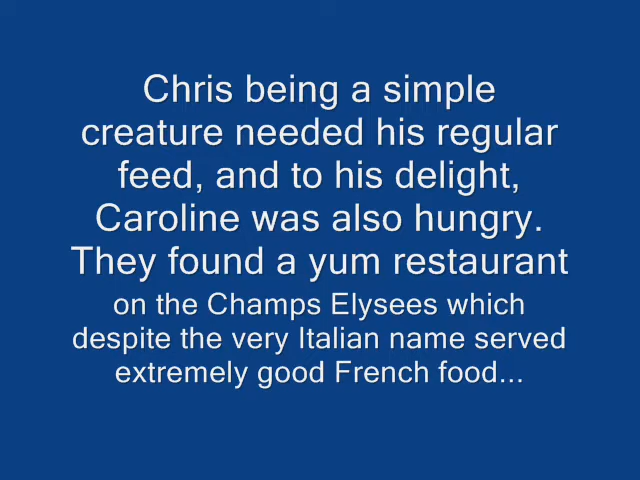 Chris being a simple
creature needed his regular
feed, and to his delight,
Caroline was also hungry.
They found a yum restaurant
on the Champs Elysees which
despite the very Italian name served
extremely good French food...